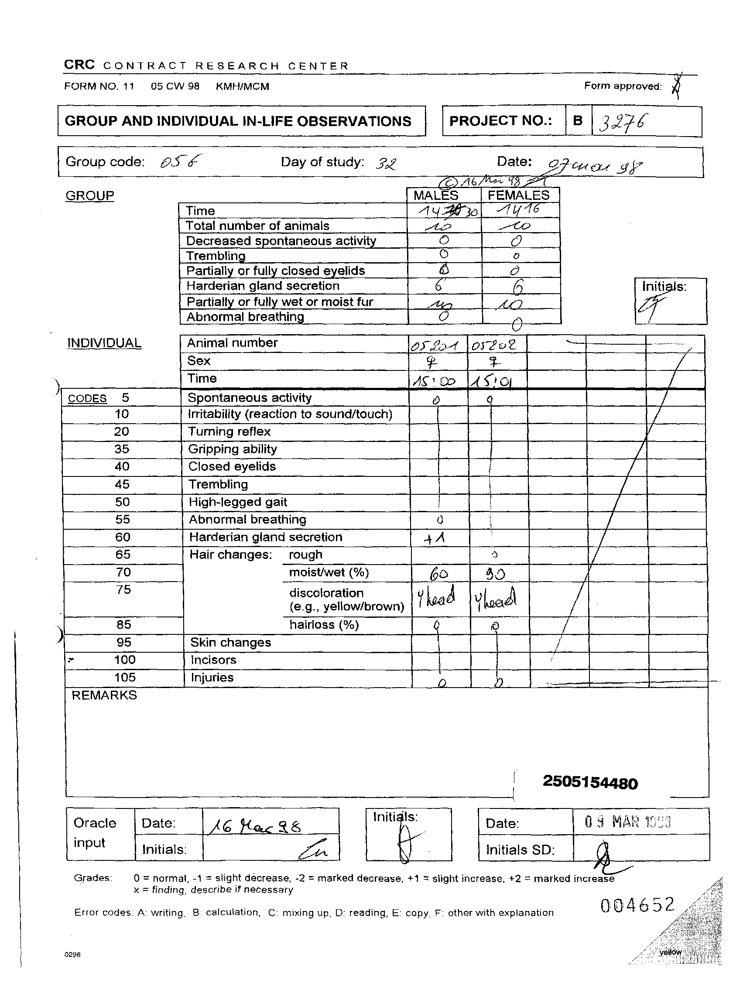 CRC CONTRACT RESEARCH CENTER
FORM NO. 11 05 CW 98 KMH/MCM Form approved:
GROUP AND INDIVIDUAL IN-LIFE OBSERVATIONS PROJECT NO.: B 3276
Group code: 056 Day of study: 32 Date: 07 mar 98
(C) 16 Mar 98
GROUP MALES FEMALES
Time 14 30 1416
Total number of animals 10 10
Decreased spontaneous activity 0 0
Trembling 0 0
Partially or fully closed eyelids 0 0
Harderian gland secretion 6 6 Initials:
Partially or fully wet or moist fur 10 10
Abnormal breathing 0 0
INDIVIDUAL Animal number 05201 05202
Sex ♀ ♀
Time 15:00 15:01
CODES 5 Spontaneous activity 0 0
10 Irritability (reaction to sound/touch)
20 Turning reflex
35 Gripping ability
40 Closed eyelids
45 Trembling
50 High-legged gait
55 Abnormal breathing 0
60 Harderian gland secretion +1
65 Hair changes: rough 0
70 moist/wet (%) 60 90
75 discoloration
(e.g., yellow/brown) y head y head
85 hairloss (%) 0 0
95 Skin changes
100 Incisors
105 Injuries 0 0
REMARKS
2505154480
Oracle input Date: 16 Mar 98 Initials: Date: 09 MAR
Initials: Initials SD:
Grades: 0 = normal, -1 = slight decrease, -2 = marked decrease, +1 = slight increase, +2 = marked increase
x = finding, describe if necessary
Error codes: A: writing, B: calculation, C: mixing up, D: reading, E: copy, F: other with explanation
004652
0296 yellow